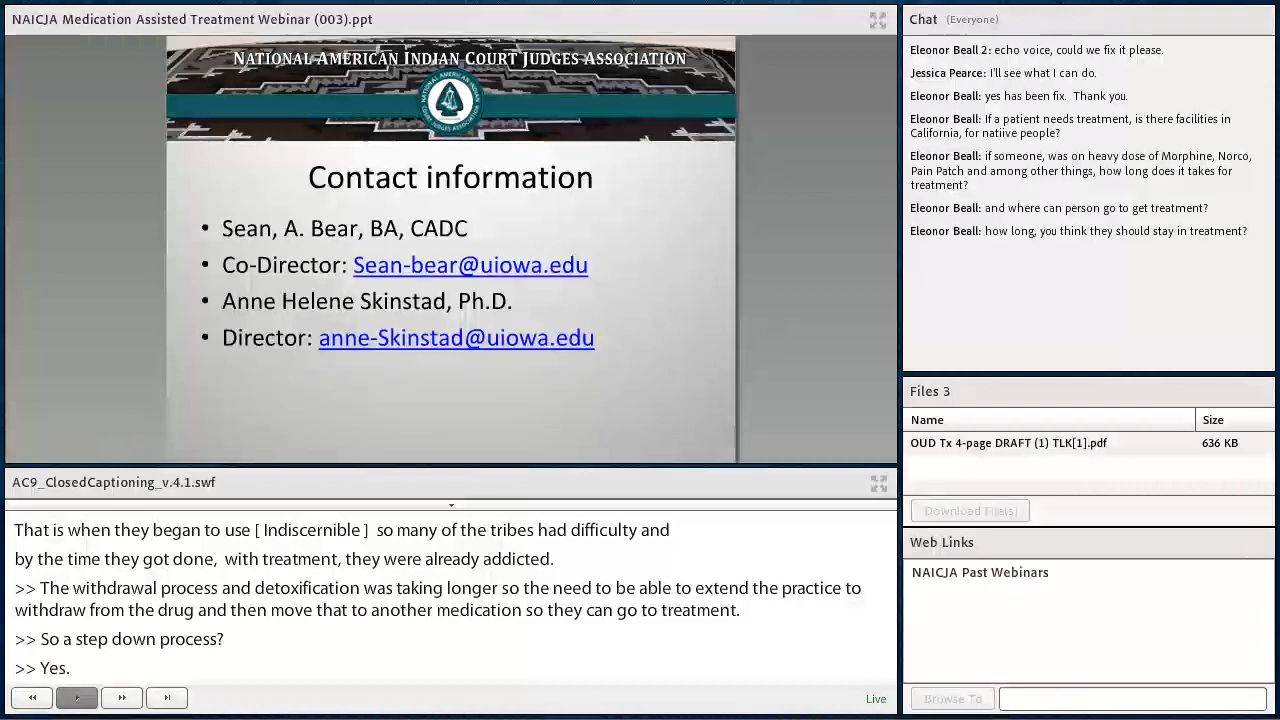 NAICJA Medication Assisted Treatment Webinar (003).ppt
NATIONAL AMERICAN INDIAN COURT JUDGES ASSOCIATION
Contact information
• Sean, A. Bear, BA, CADC
• Co-Director: Sean-bear@uiowa.edu
• Anne Helene Skinstad, Ph.D.
• Director: anne-Skinstad@uiowa.edu
AC9_ClosedCaptioning_v.4.1.swf
That is when they began to use [ Indiscernible ]  so many of the tribes had difficulty and
by the time they got done,  with treatment, they were already addicted.
>> The withdrawal process and detoxification was taking longer so the need to be able to extend the practice to
withdraw from the drug and then move that to another medication so they can go to treatment.
>> So a step down process?
>> Yes.
Live
Chat (Everyone)
Eleonor Beall 2: echo voice, could we fix it please.
Jessica Pearce: I'll see what I can do.
Eleonor Beall: yes has been fix.  Thank you.
Eleonor Beall: If a patient needs treatment, is there facilities in
California, for natiive people?
Eleonor Beall: if someone, was on heavy dose of Morphine, Norco,
Pain Patch and among other things, how long does it takes for
treatment?
Eleonor Beall: and where can person go to get treatment?
Eleonor Beall: how long, you think they should stay in treatment?
Files 3
Name Size
OUD Tx 4-page DRAFT (1) TLK[1].pdf 636 KB
Download File(s)
Web Links
NAICJA Past Webinars
Browse To